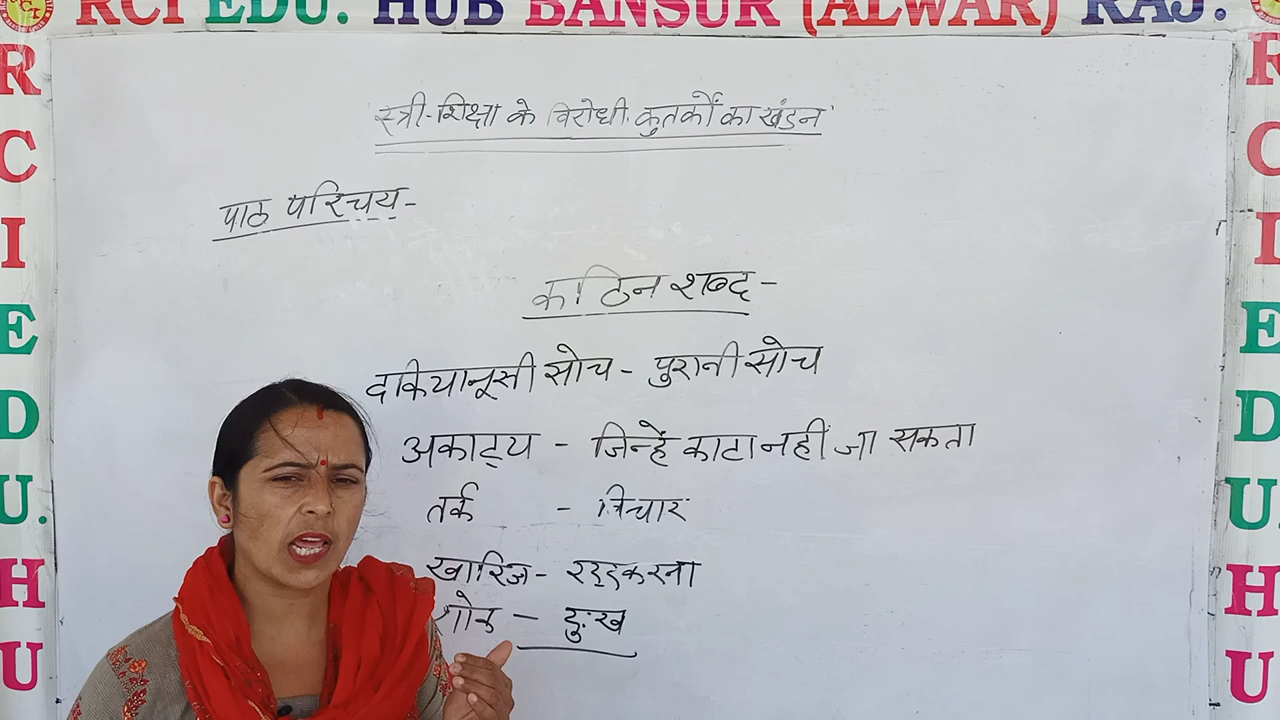 RCI EDU. HUB BANSUR (ALWAR) RAJ.
'स्त्री-शिक्षा के विरोधी कुतर्कों का खंडन'
पाठ परिचय-
कठिन शब्द-
दकियानूसी सोच - पुरानी सोच
अकाट्य - जिन्हें काटा नहीं जा सकता
तर्क - विचार
खारिज - रद्द करना
शोक - दुःख
R
C
I
E
D
U.
H
U
R
C
I
E
D
U
H
U